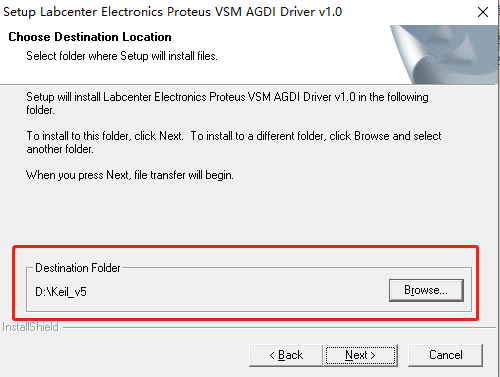 Setup Labcenter Electronics Proteus VSM AGDI Driver v1.0
Choose Destination Location
Select folder where Setup will install files.
Setup will install Labcenter Electronics Proteus VSM AGDI Driver v1.0 in the following
folder.
To install to this folder, click Next. To install to a different folder, click Browse and select
another folder.
When you press Next, file transfer will begin.
Destination Folder
D:\Keil_v5
Browse...
InstallShield
< Back
Next >
Cancel